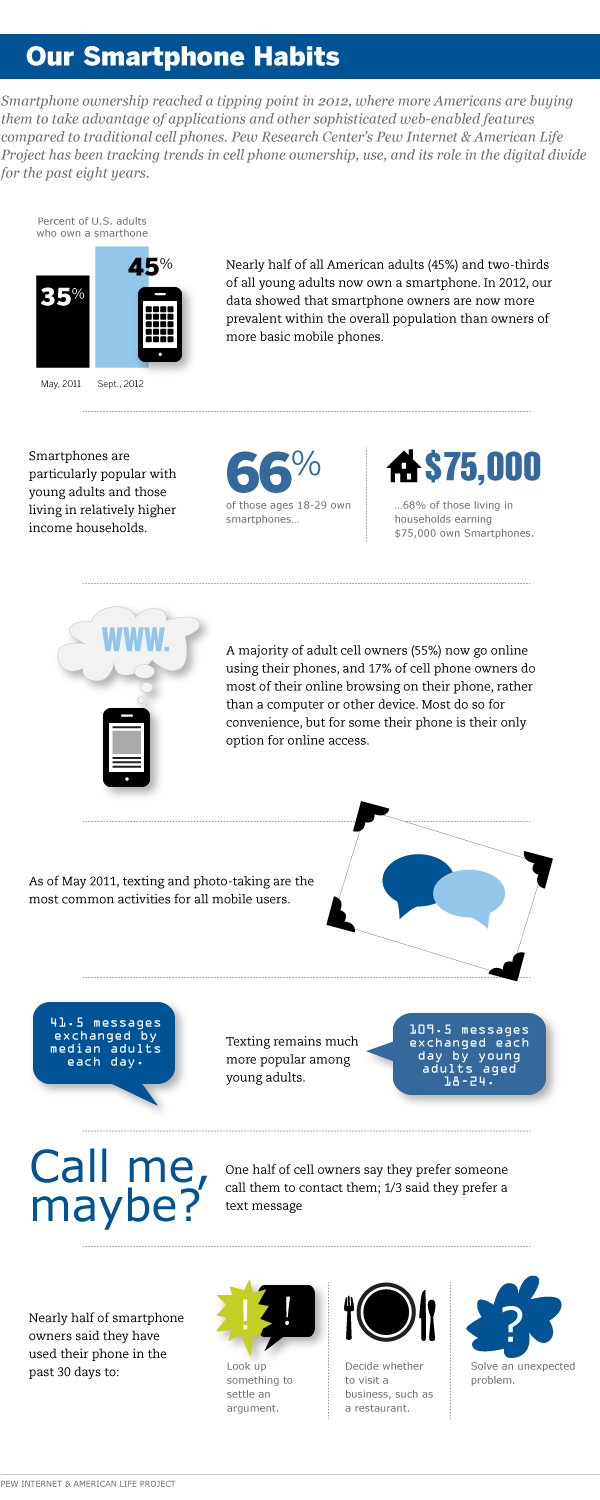 Our Smartphone Habits
Smartphone ownership reached a tipping point in 2012, where more Americans are buying
them to take advantage of applications and other sophisticated web-enabled features
compared to traditional cell phones. Pew Research Center's Pew Internet & American Life
Project has been tracking trends in cell phone ownership, use, and its role in the digital divide
for the past eight years.
Percent of U.S. adults
who own a smarthone
35%
45%
May, 2011
Sept., 2012
Nearly half of all American adults (45%) and two-thirds
of all young adults now own a smartphone. In 2012, our
data showed that smartphone owners are now more
prevalent within the overall population than owners of
more basic mobile phones.
Smartphones are
particularly popular with
young adults and those
living in relatively higher
income households.
66%
of those ages 18-29 own
smartphones...
$75,000
...68% of those living in
households earning
$75,000 own Smartphones.
WWW.
A majority of adult cell owners (55%) now go online
using their phones, and 17% of cell phone owners do
most of their online browsing on their phone, rather
than a computer or other device. Most do so for
convenience, but for some their phone is their only
option for online access.
As of May 2011, texting and photo-taking are the
most common activities for all mobile users.
41.5 messages
exchanged by
median adults
each day.
Texting remains much
more popular among
young adults.
109.5 messages
exchanged each
day by young
adults aged
18-24.
Call me,
maybe?
One half of cell owners say they prefer someone
call them to contact them; 1/3 said they prefer a
text message
Nearly half of smartphone
owners said they have
used their phone in the
past 30 days to:
! !
Look up
something to
settle an
argument.
Decide whether
to visit a
business, such as
a restaurant.
?
Solve an unexpected
problem.
PEW INTERNET & AMERICAN LIFE PROJECT